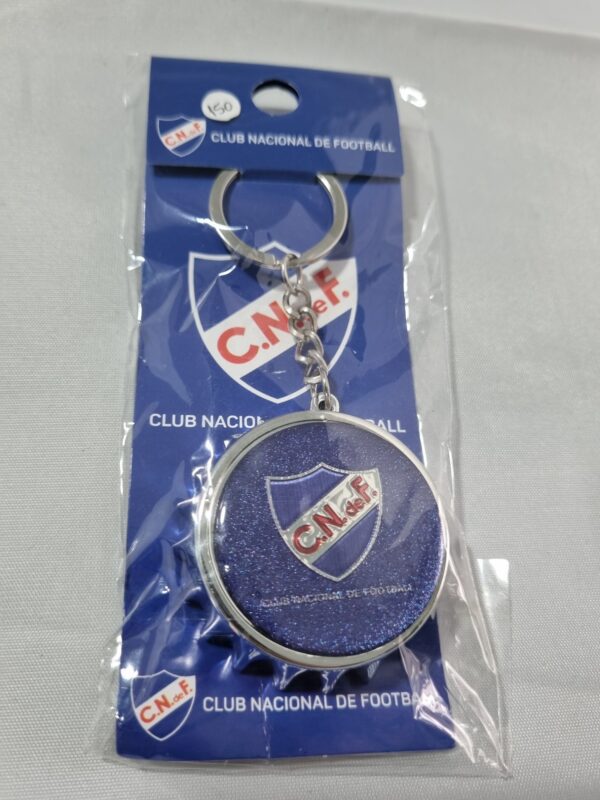 150
C.N.deF. CLUB NACIONAL DE FOOTBALL
C.N.deF.
CLUB NACIONAL DE FOOTBALL
C.N.deF.
CLUB NACIONAL DE FOOTBALL
C.N.deF. CLUB NACIONAL DE FOOTBALL